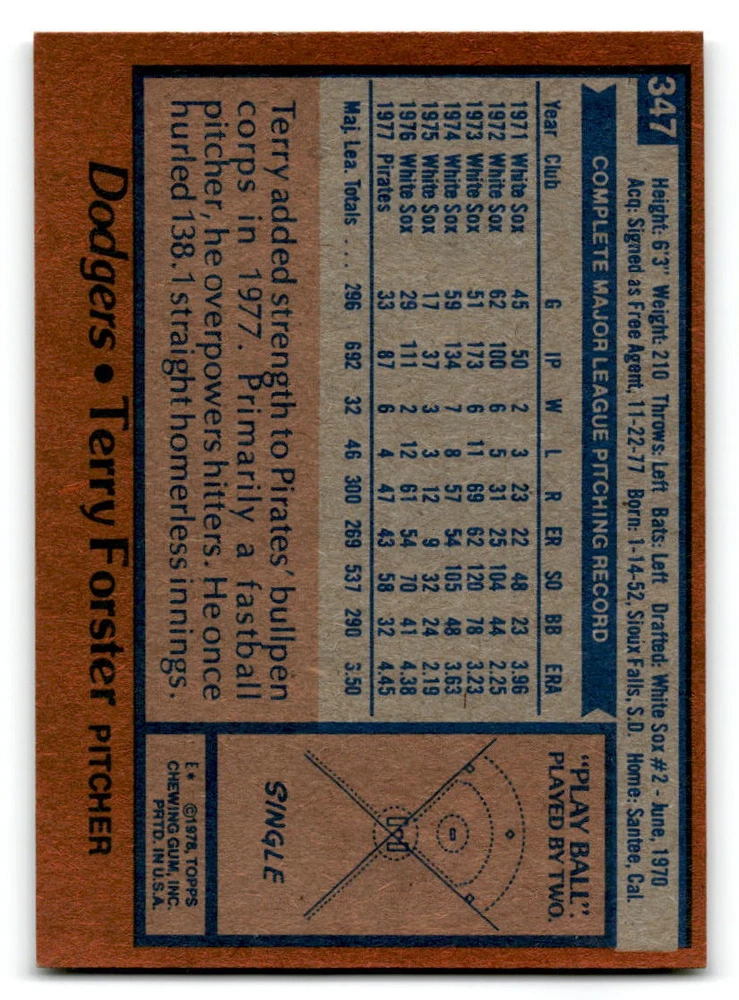 347
Height: 6'3" Weight: 210 Throws: Left Bats: Left Drafted: White Sox #2 - June, 1970
Acq: Signed as Free Agent, 11-22-77 Born: 1-14-52, Sioux Falls, S.D. Home: Santee, Cal.
COMPLETE MAJOR LEAGUE PITCHING RECORD
Year Club G IP W L R ER SO BB ERA
1971 White Sox 45 50 2 3 23 22 48 23 3.96
1972 White Sox 62 100 6 5 31 25 104 44 2.25
1973 White Sox 51 173 6 11 69 62 120 78 3.23
1974 White Sox 59 134 7 8 57 54 105 48 3.63
1975 White Sox 17 37 3 3 12 9 32 24 2.19
1976 White Sox 29 111 2 12 61 54 70 41 4.38
1977 Pirates 33 87 6 4 47 43 58 32 4.45
Maj. Lea. Totals .... 296 692 32 46 300 269 537 290 3.50
Terry added strength to Pirates' bullpen
corps in 1977. Primarily a fastball
pitcher, he overpowers hitters. He once
hurled 138.1 straight homerless innings.
"PLAY BALL".
PLAYED BY TWO.
SINGLE
E* ©1978, TOPPS
CHEWING GUM, INC.
PRTD. IN U.S.A.
Dodgers • Terry Forster PITCHER